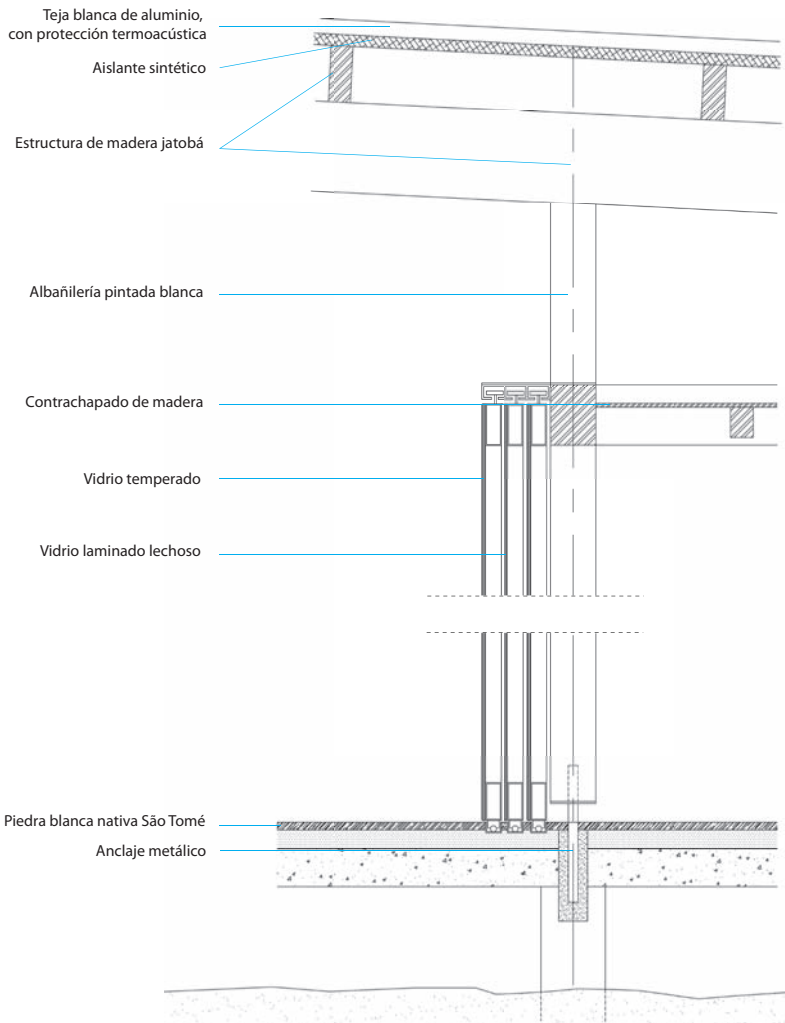 Teja blanca de aluminio,
con protección termoacústica
Aislante sintético
Estructura de madera jatobá
Albañilería pintada blanca
Contrachapado de madera
Vidrio temperado
Vidrio laminado lechoso
Piedra blanca nativa São Tomé
Anclaje metálico